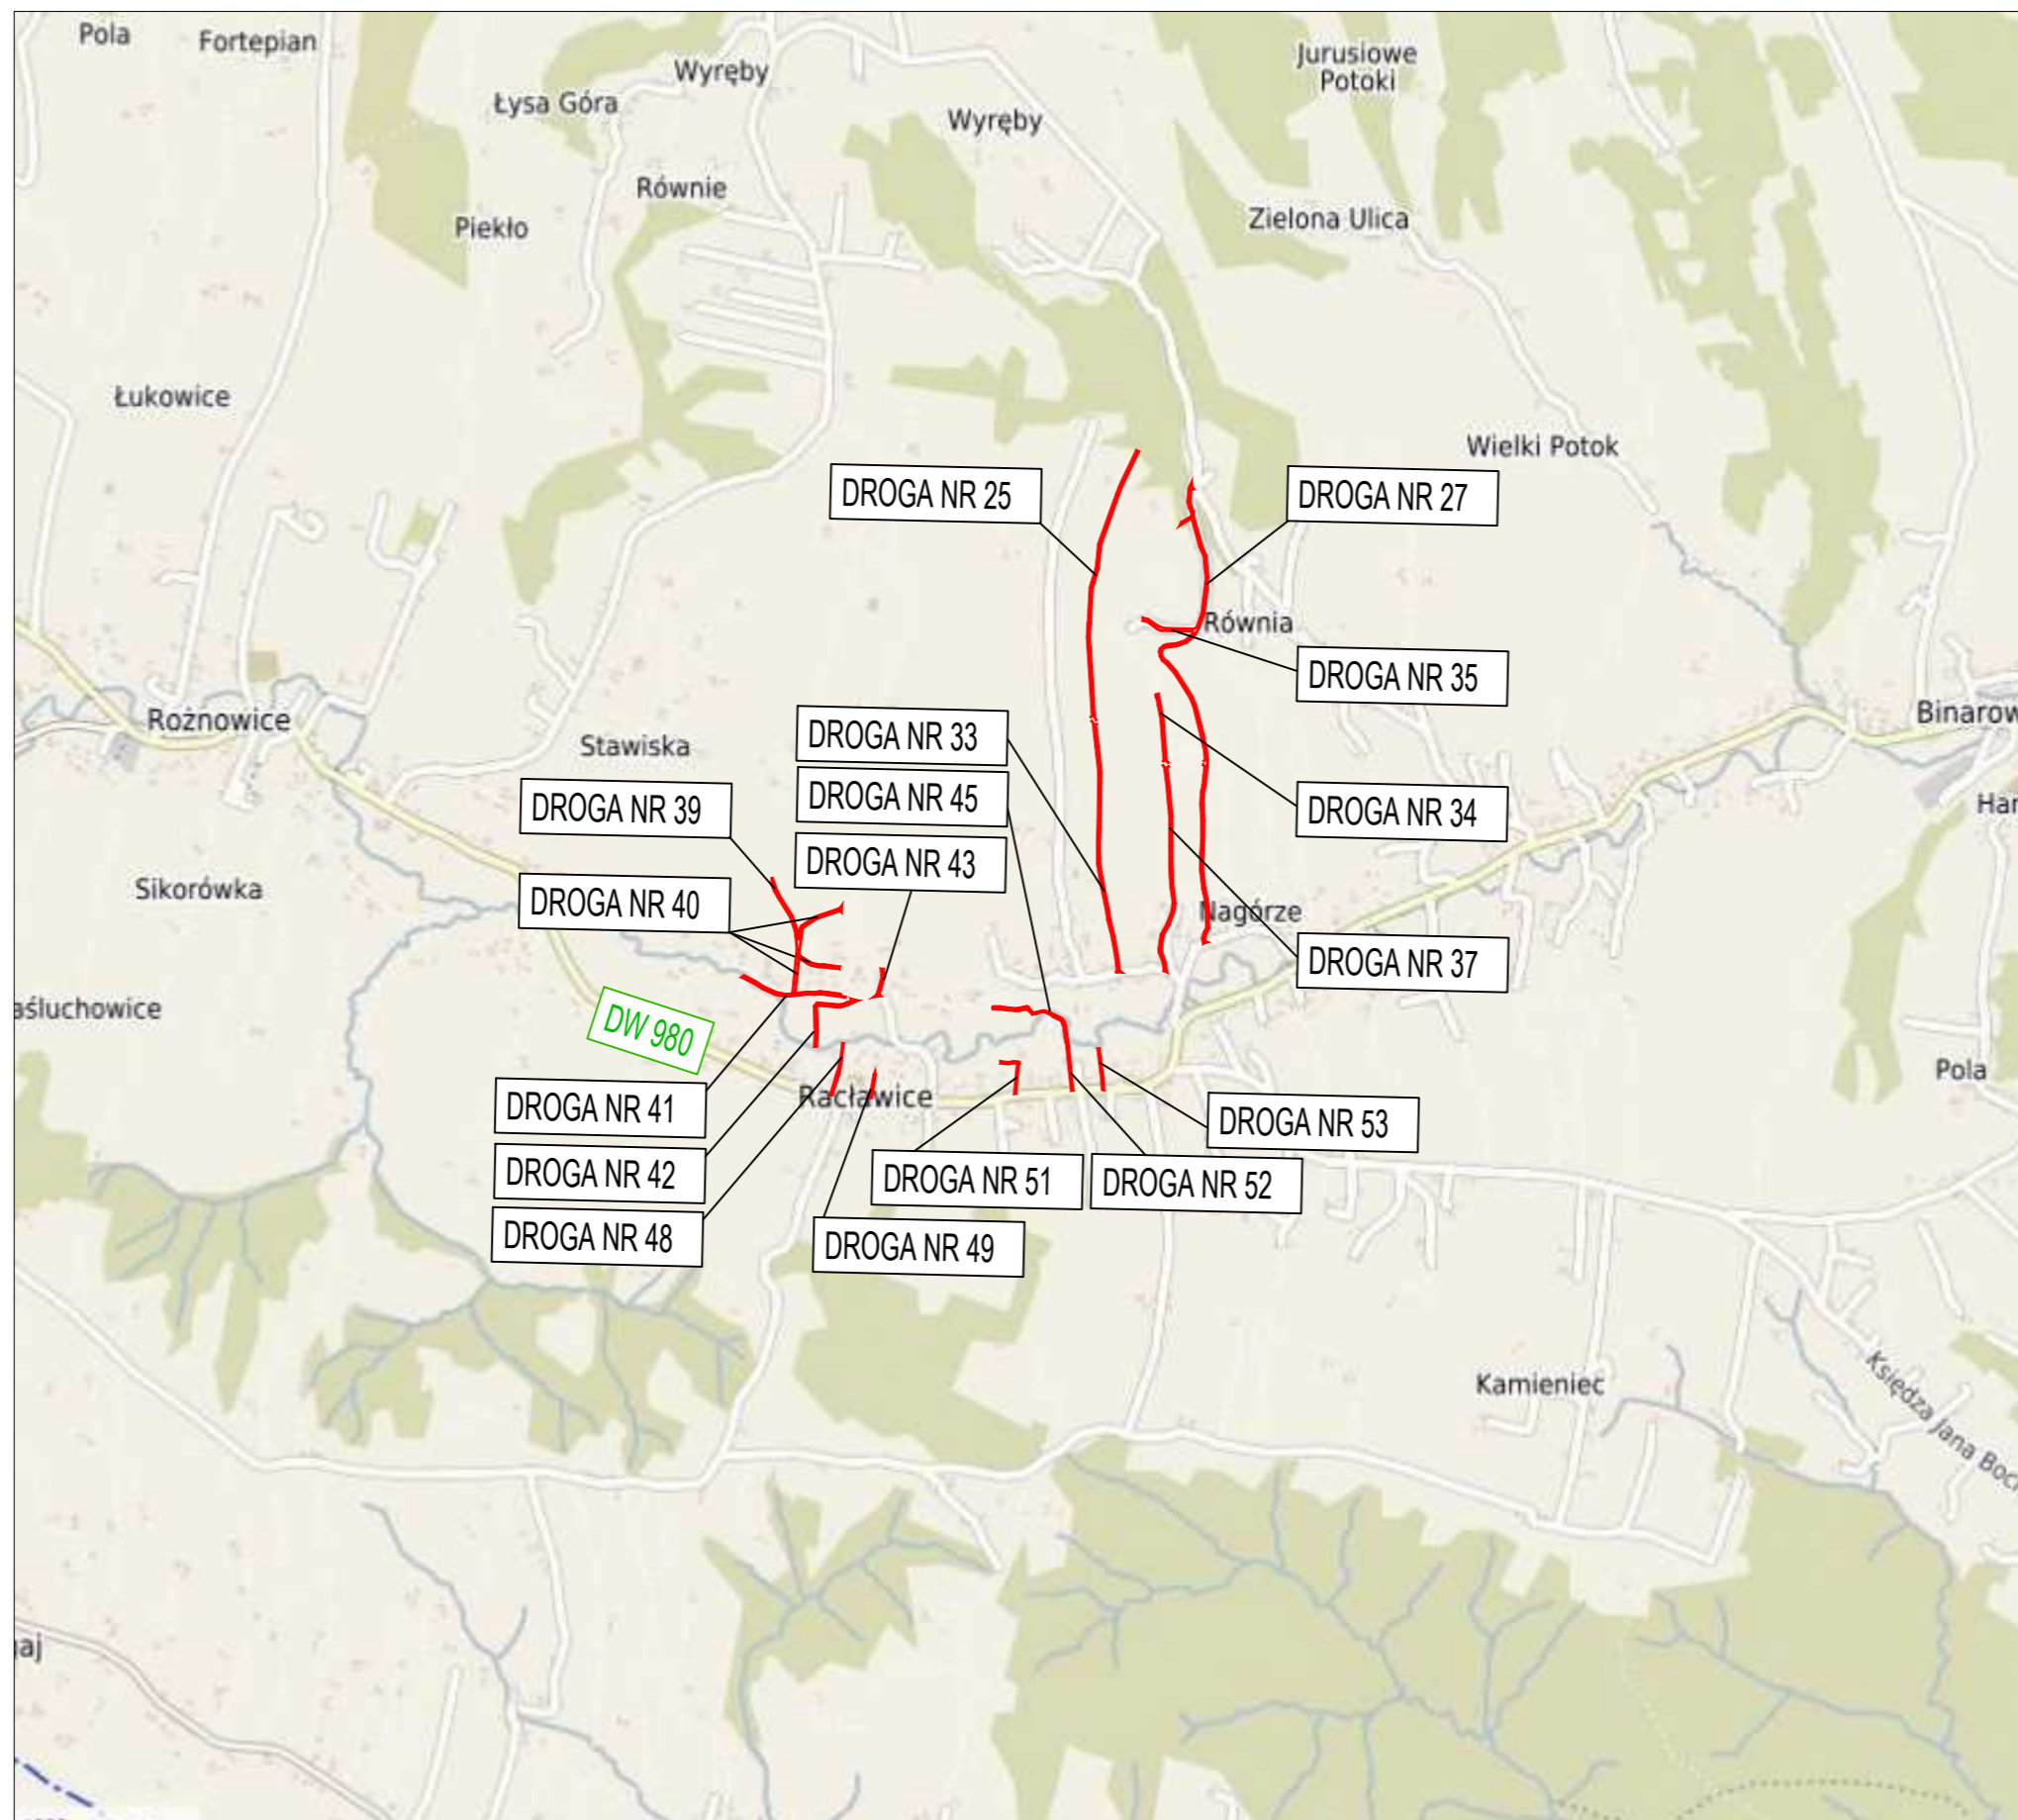 Pola
Fortepian
Wyręby
Łysa Góra
Wyręby
Jurusiowe
Potoki
Równie
Piekło
Zielona Ulica
Łukowice
Wielki Potok
DROGA NR 25
DROGA NR 27
Równia
DROGA NR 35
Rożnowice
Stawiska
DROGA NR 33
Binarow
DROGA NR 39
DROGA NR 45
DROGA NR 34
Har
DROGA NR 43
Sikorówka
DROGA NR 40
Nagórze
DROGA NR 37
aśluchowice
DW 980
Pola
DROGA NR 41
Racławice
DROGA NR 53
DROGA NR 42
DROGA NR 51
DROGA NR 52
DROGA NR 48
DROGA NR 49
Kamieniec
Księdza Jana Boc
aj